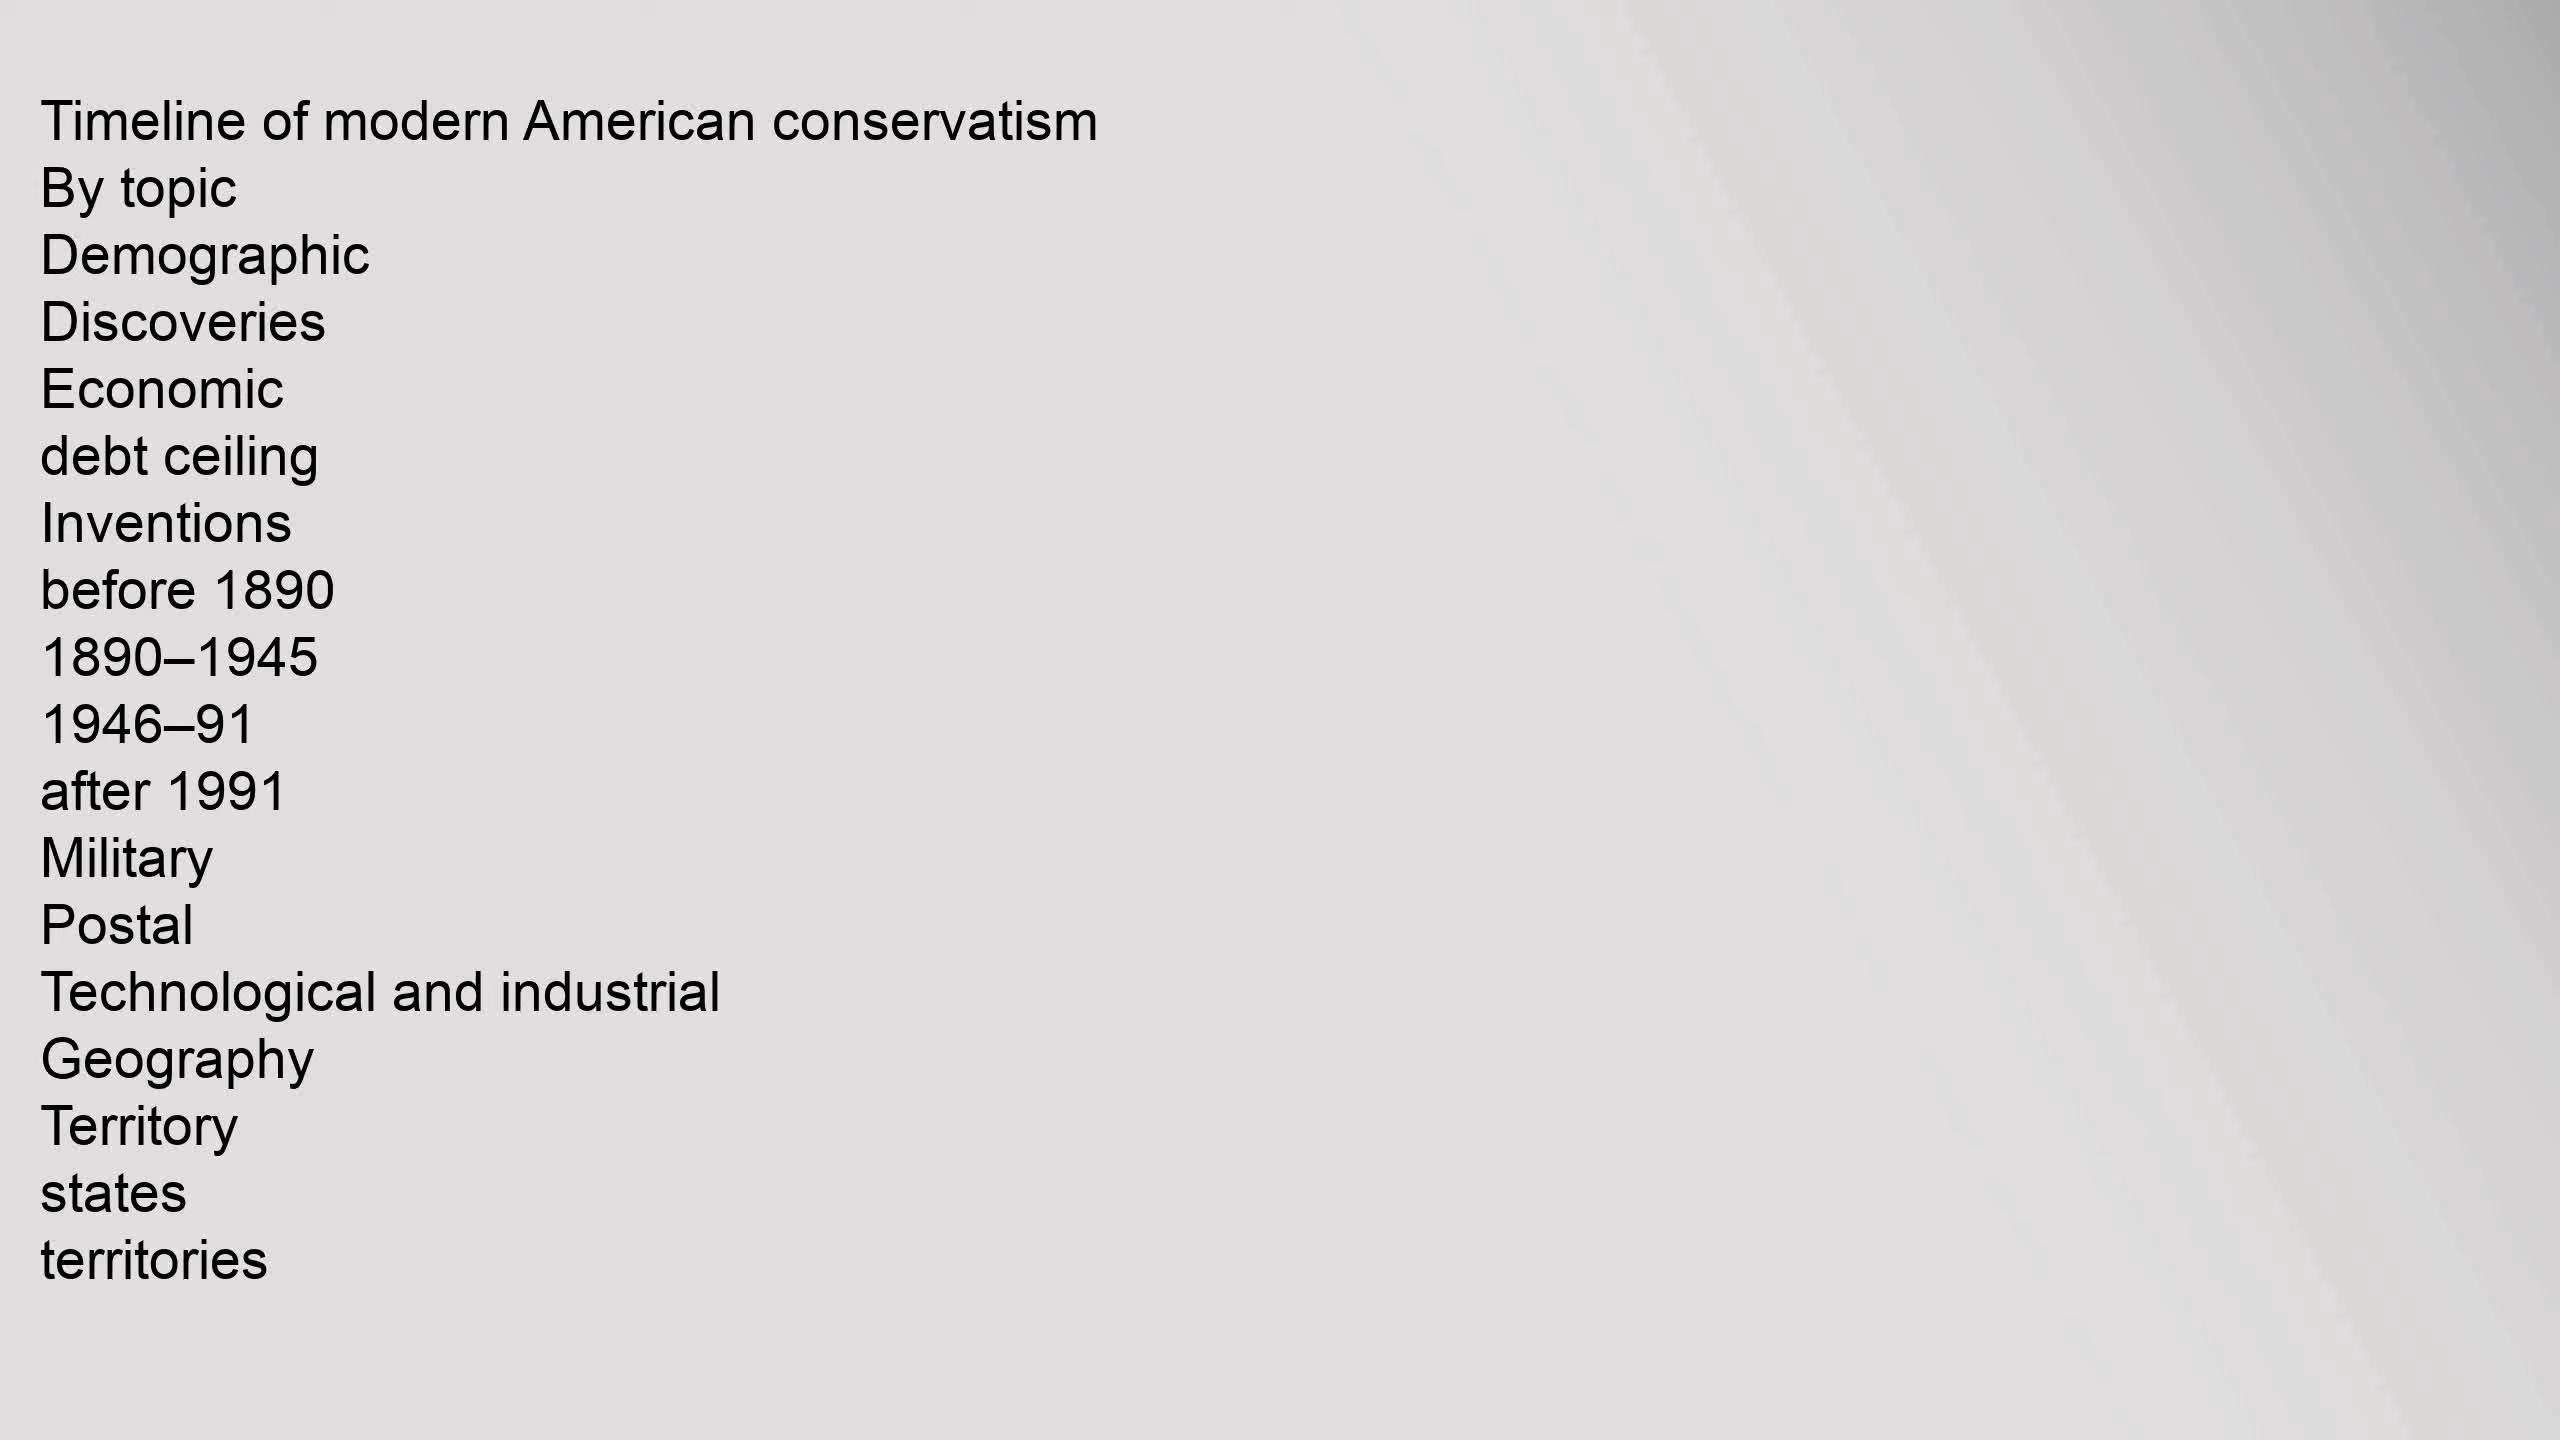 Timeline of modern American conservatism
By topic
Demographic
Discoveries
Economic
debt ceiling
Inventions
before 1890
1890–1945
1946–91
after 1991
Military
Postal
Technological and industrial
Geography
Territory
states
territories